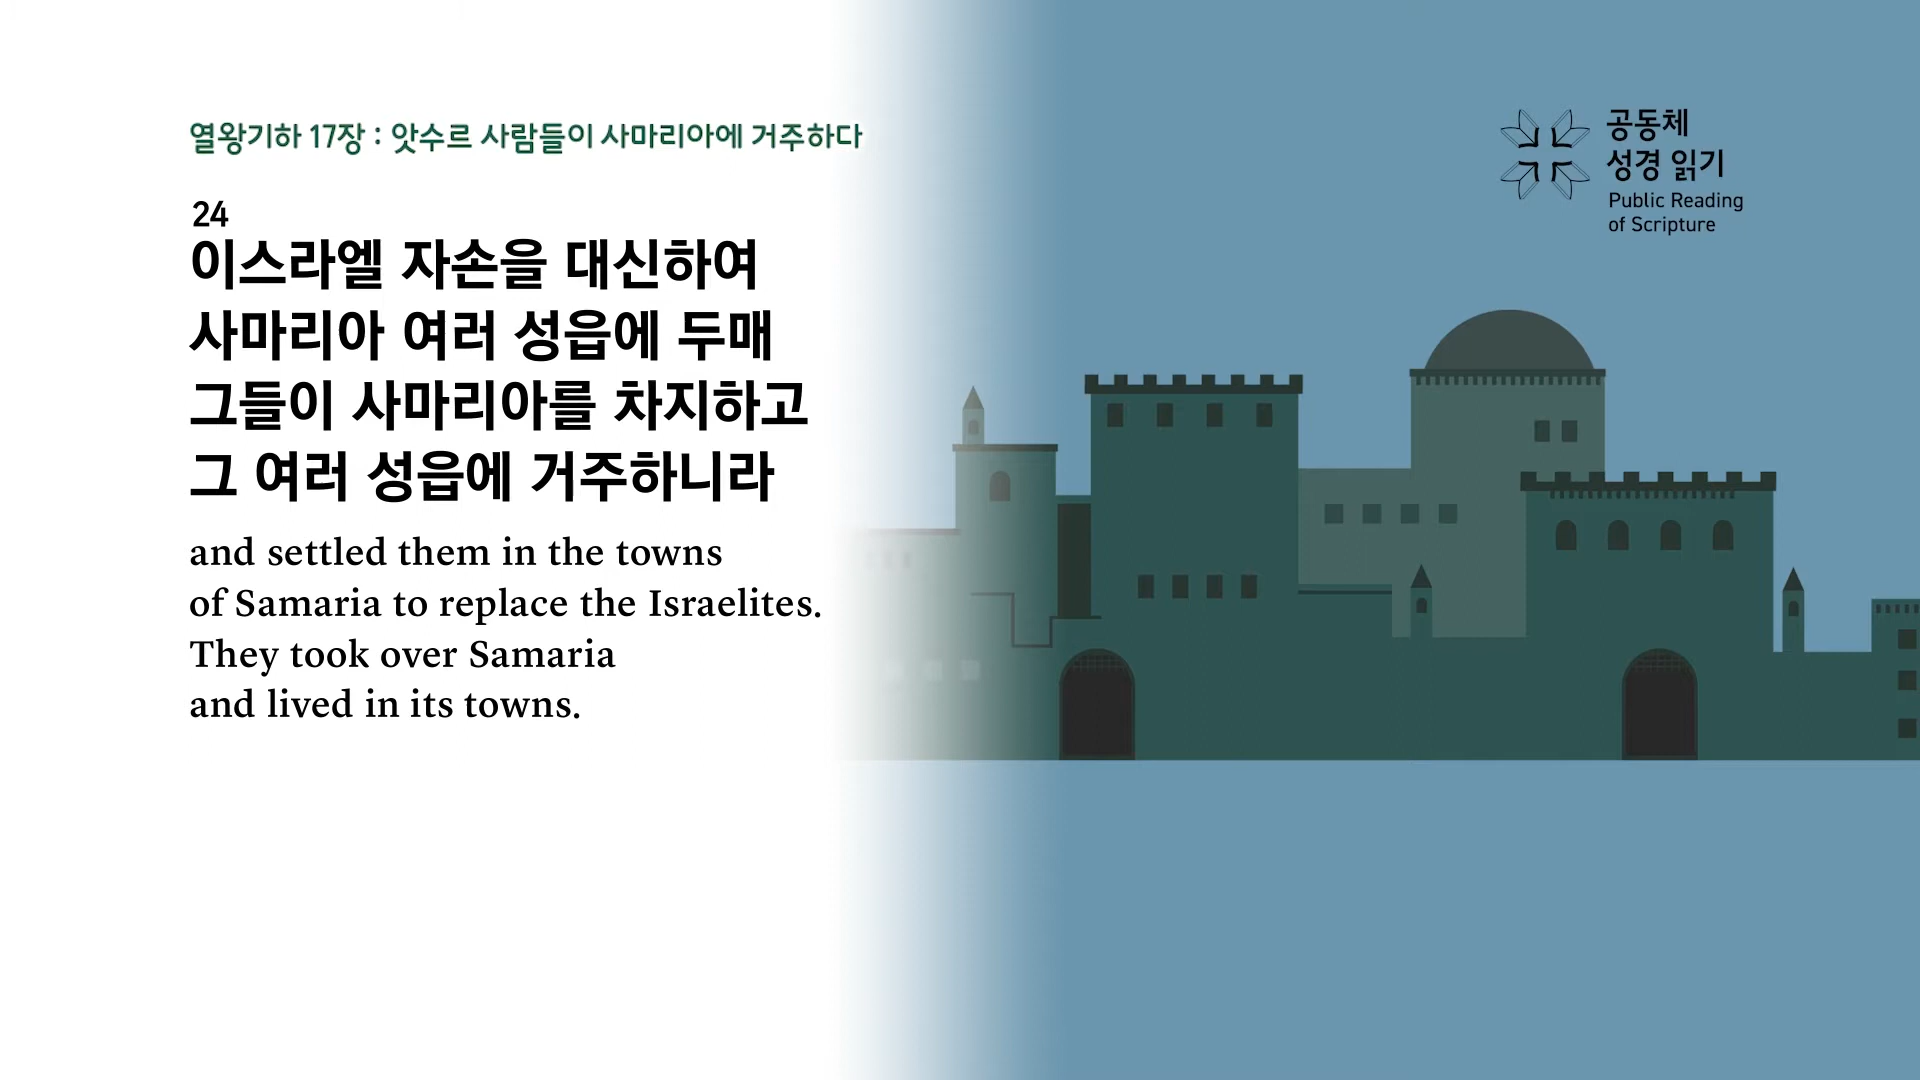 열왕기하 17장 : 앗수르 사람들이 사마리아에 거주하다
24
이스라엘 자손을 대신하여
사마리아 여러 성읍에 두매
그들이 사마리아를 차지하고
그 여러 성읍에 거주하니라
and settled them in the towns
of Samaria to replace the Israelites.
They took over Samaria
and lived in its towns.
공동체
성경 읽기
Public Reading
of Scripture